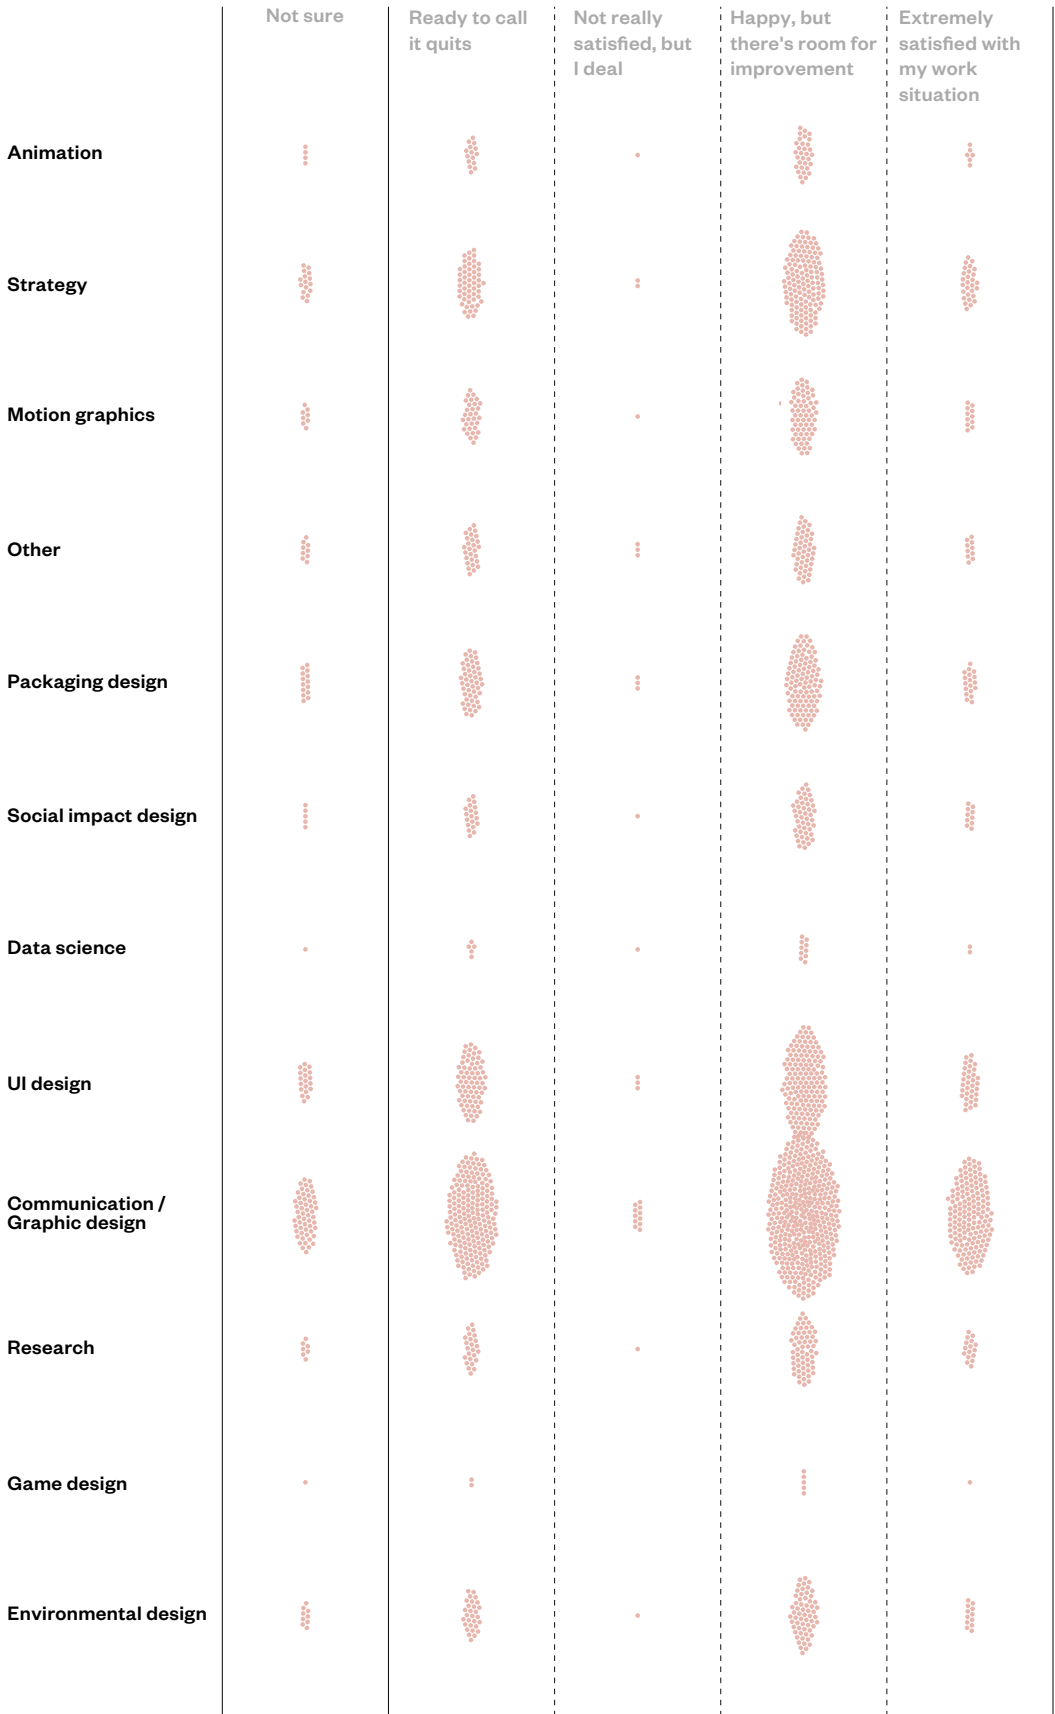 Not sure
Ready to call
it quits
Not really
satisfied, but
I deal
Happy, but
there's room for
improvement
Extremely
satisfied with
my work
situation
Animation
Strategy
Motion graphics
Other
Packaging design
Social impact design
Data science
UI design
Communication /
Graphic design
Research
Game design
Environmental design